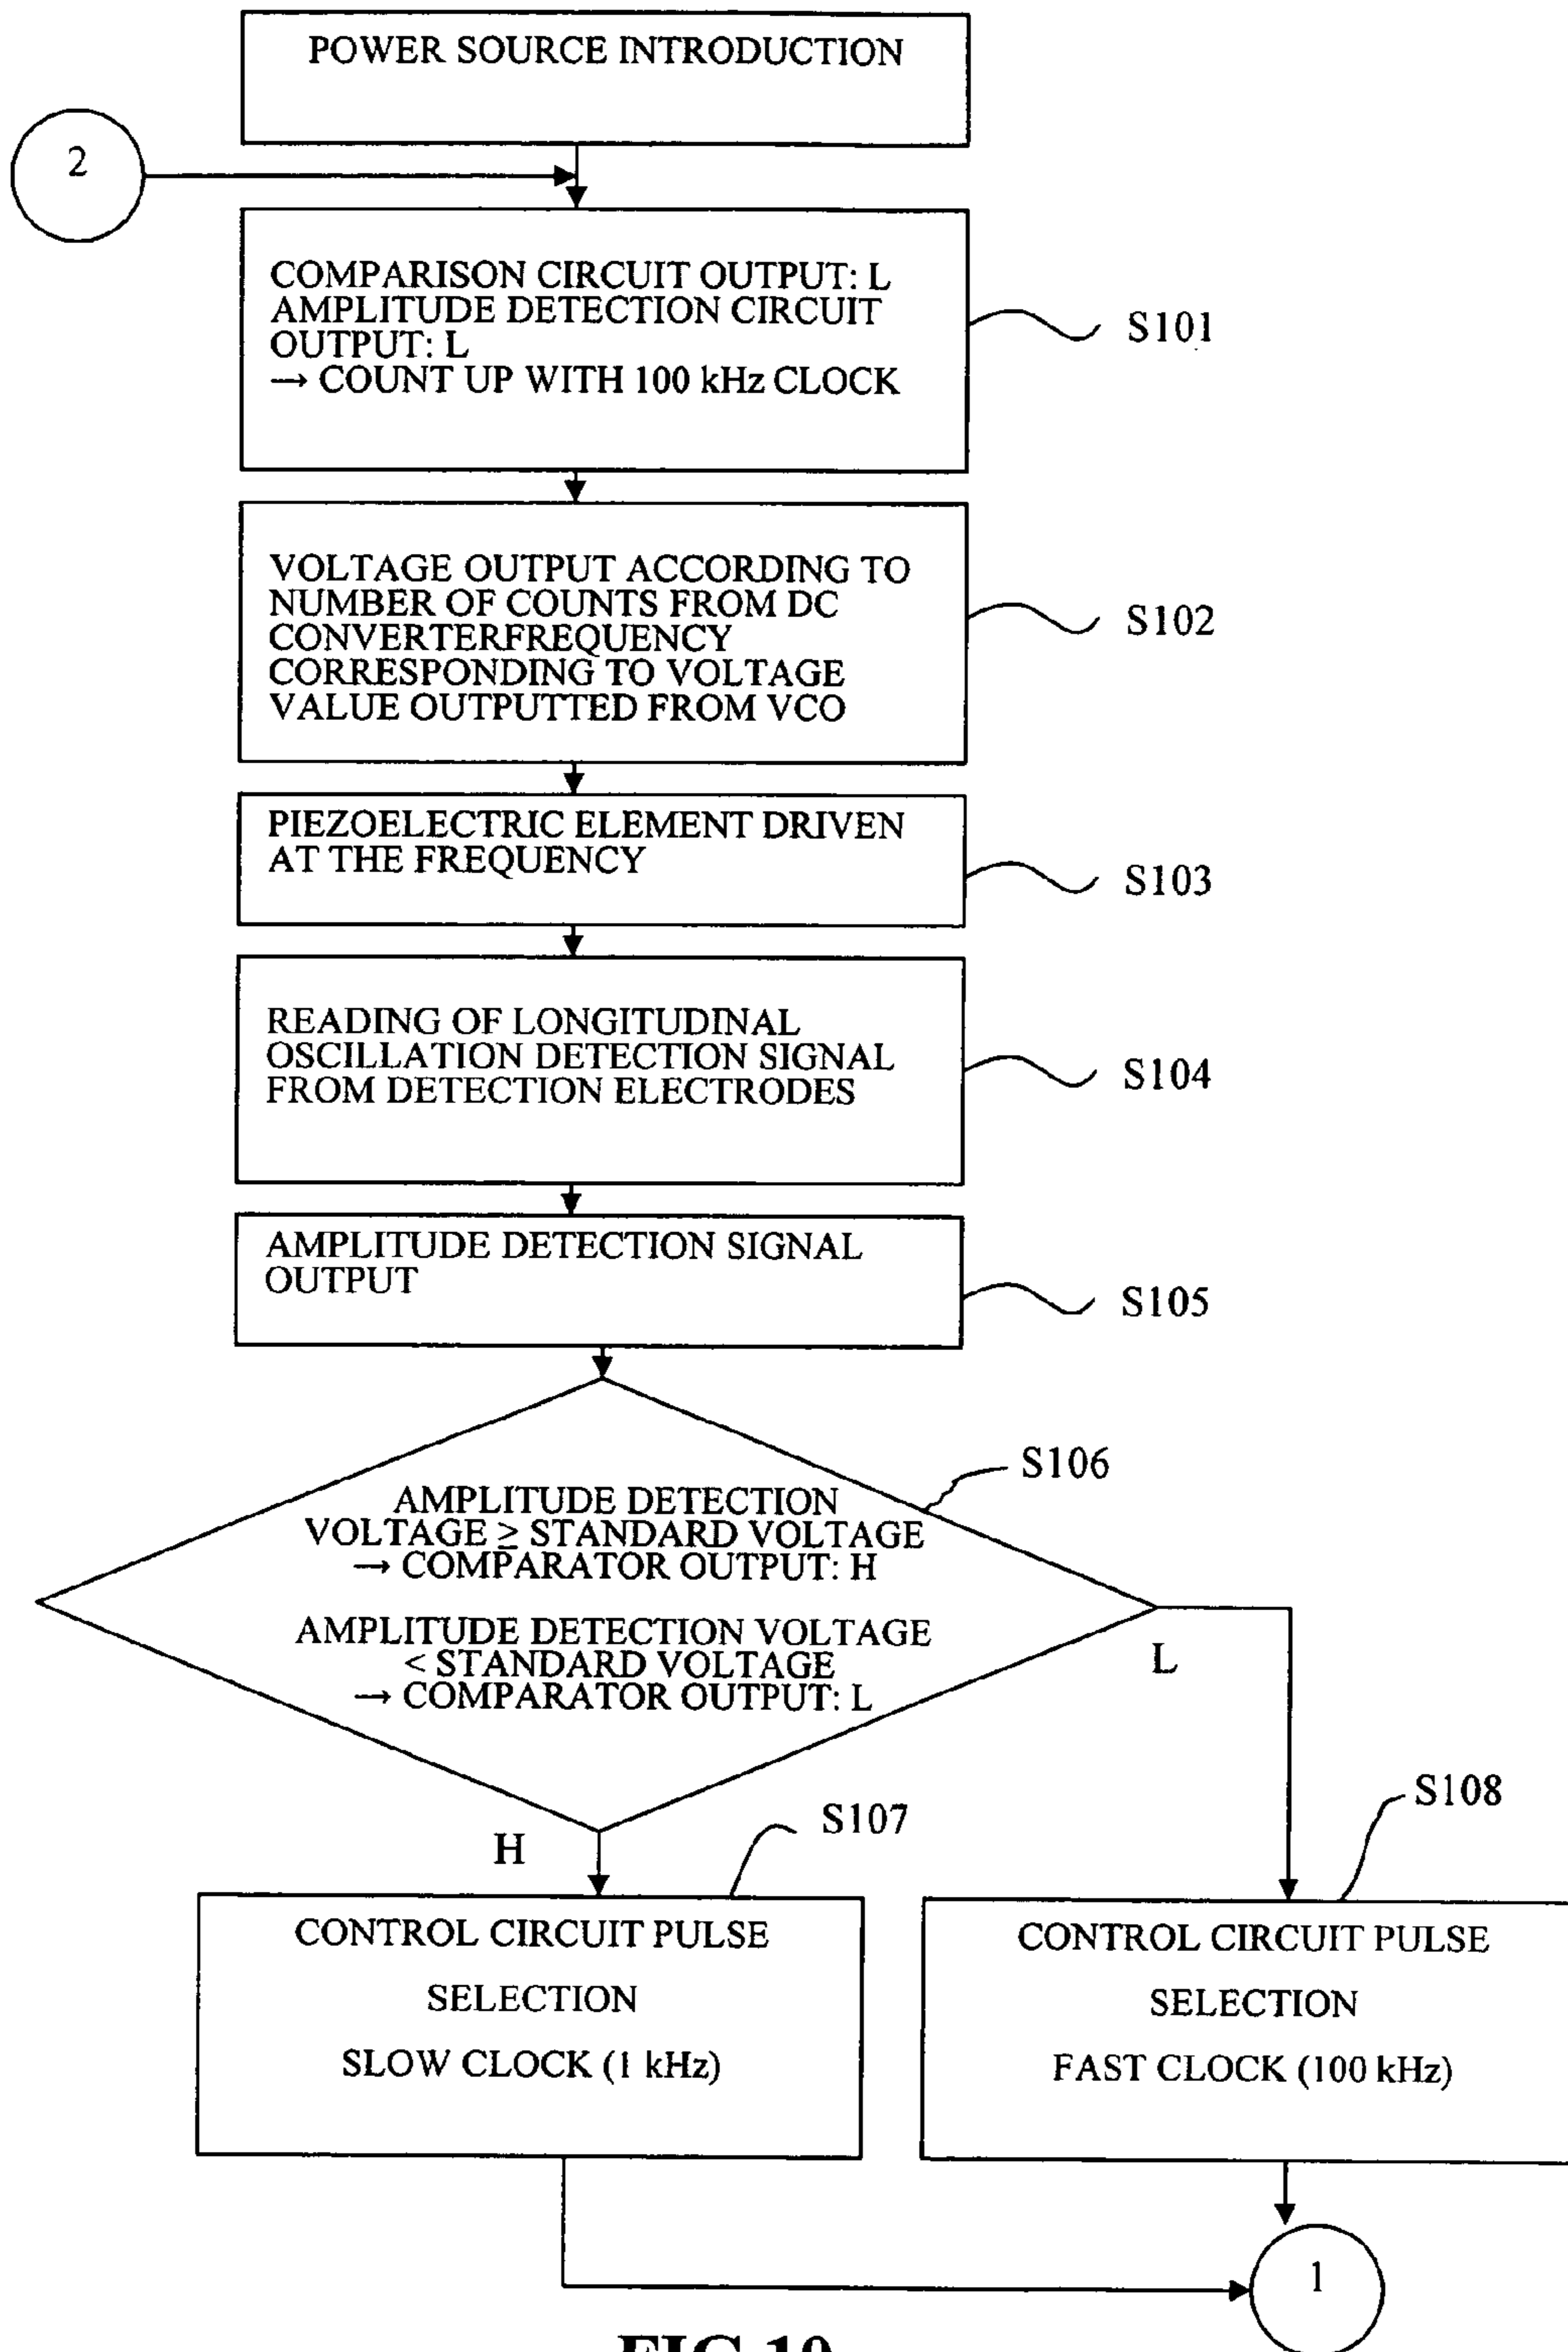 POWER SOURCE INTRODUCTION
2
COMPARISON CIRCUIT OUTPUT: L
AMPLITUDE DETECTION CIRCUIT
OUTPUT: L
→ COUNT UP WITH 100 kHz CLOCK
S101
VOLTAGE OUTPUT ACCORDING TO
NUMBER OF COUNTS FROM DC
CONVERTERFREQUENCY
CORRESPONDING TO VOLTAGE
VALUE OUTPUTTED FROM VCO
S102
PIEZOELECTRIC ELEMENT DRIVEN
AT THE FREQUENCY
S103
READING OF LONGITUDINAL
OSCILLATION DETECTION SIGNAL
FROM DETECTION ELECTRODES
S104
AMPLITUDE DETECTION SIGNAL
OUTPUT
S105
S106
AMPLITUDE DETECTION
VOLTAGE ≥ STANDARD VOLTAGE
→ COMPARATOR OUTPUT: H
AMPLITUDE DETECTION VOLTAGE
< STANDARD VOLTAGE
→ COMPARATOR OUTPUT: L
L
H
S107
S108
CONTROL CIRCUIT PULSE
SELECTION
SLOW CLOCK (1 kHz)
CONTROL CIRCUIT PULSE
SELECTION
FAST CLOCK (100 kHz)
1